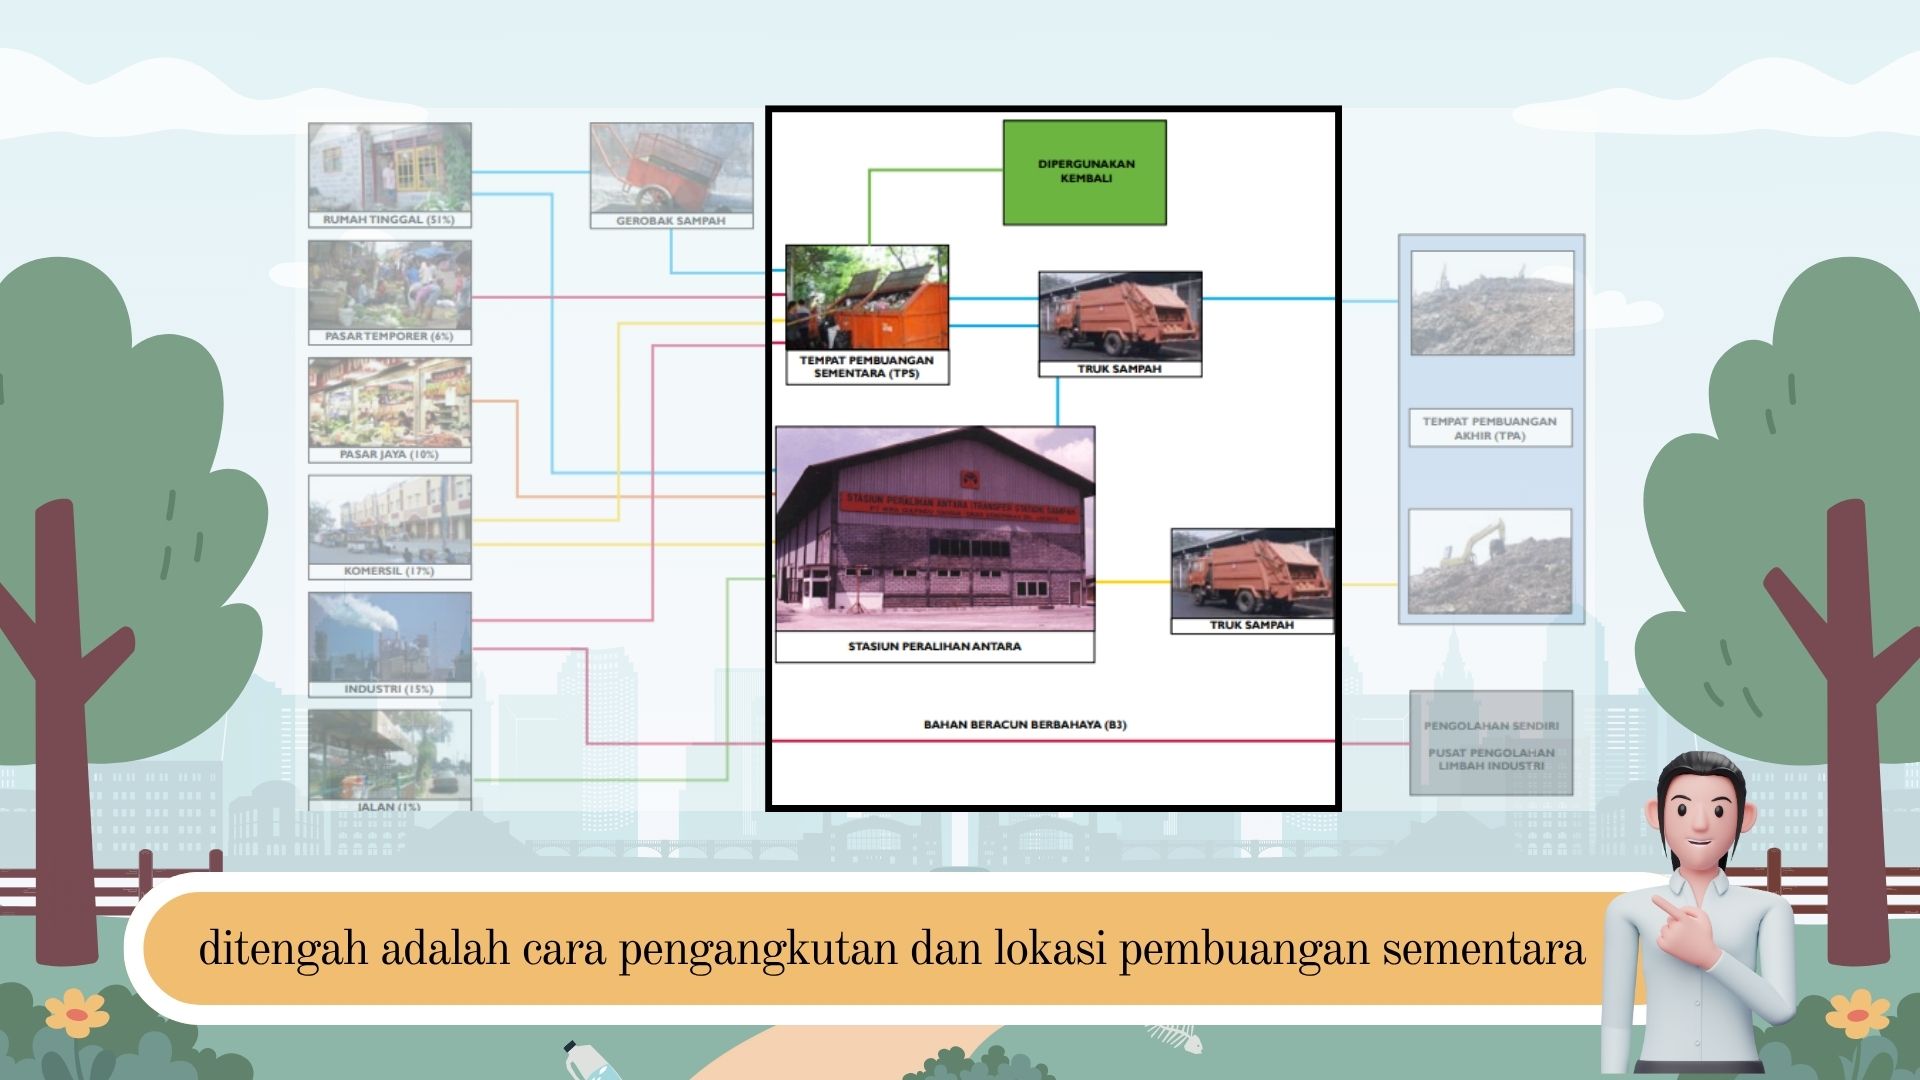 RUMAH TINGGAL (51%)
PASAR TEMPORER (6%)
PASAR JAYA (10%)
KOMERSIL (17%)
INDUSTRI (15%)
JALAN (1%)
GEROBAK SAMPAH
DIPERGUNAKAN
KEMBALI
TEMPAT PEMBUANGAN
SEMENTARA (TPS)
TRUK SAMPAH
STASIUN PERALIHAN ANTARA (TRANSFER STATION) SAMPAH
STASIUN PERALIHAN ANTARA
TRUK SAMPAH
BAHAN BERACUN BERBAHAYA (B3)
TEMPAT PEMBUANGAN
AKHIR (TPA)
PENGOLAHAN SENDIRI
PUSAT PENGOLAHAN
LIMBAH INDUSTRI
ditengah adalah cara pengangkutan dan lokasi pembuangan sementara